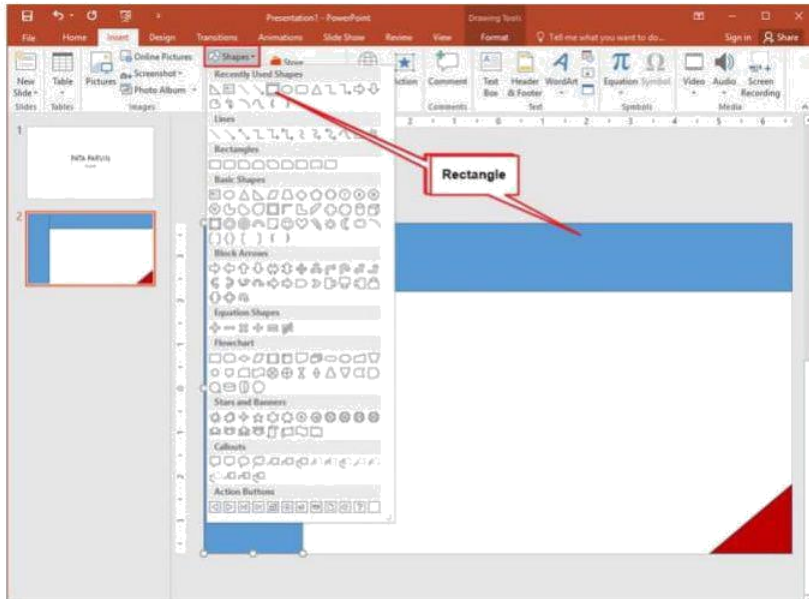 Presentation1 - PowerPoint
Drawing Tools
File Home Insert Design Transitions Animations Slide Show Review View Format Tell me what you want to do... Sign in Share
New Slide
Table
Pictures
Online Pictures
Screenshot
Photo Album
Shapes
Store
Action
Comment
Text Box
Header & Footer
WordArt
Equation
Symbol
Video
Audio
Screen Recording
Slides Tables Images Comments Text Symbols Media
Recently Used Shapes
Lines
Rectangles
Basic Shapes
Block Arrows
Equation Shapes
Flowchart
Stars and Banners
Callouts
Action Buttons
Rectangle
1
2